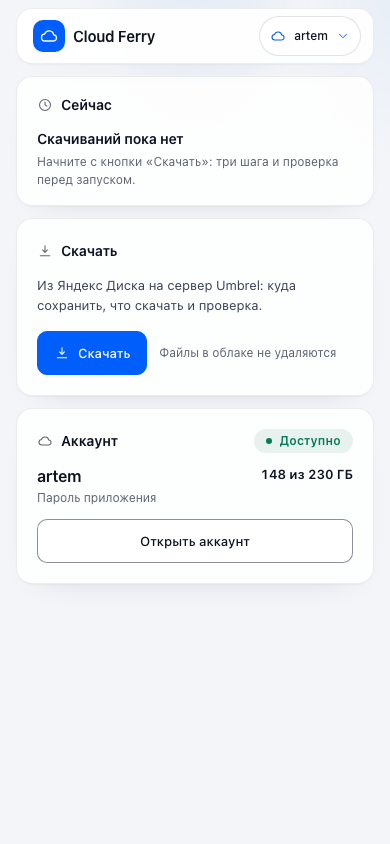 Cloud Ferry
artem
Сейчас
Скачиваний пока нет
Начните с кнопки «Скачать»: три шага и проверка
перед запуском.
Скачать
Из Яндекс Диска на сервер Umbrel: куда
сохранить, что скачать и проверка.
Скачать
Файлы в облаке не удаляются
Аккаунт
Доступно
artem
148 из 230 ГБ
Пароль приложения
Открыть аккаунт